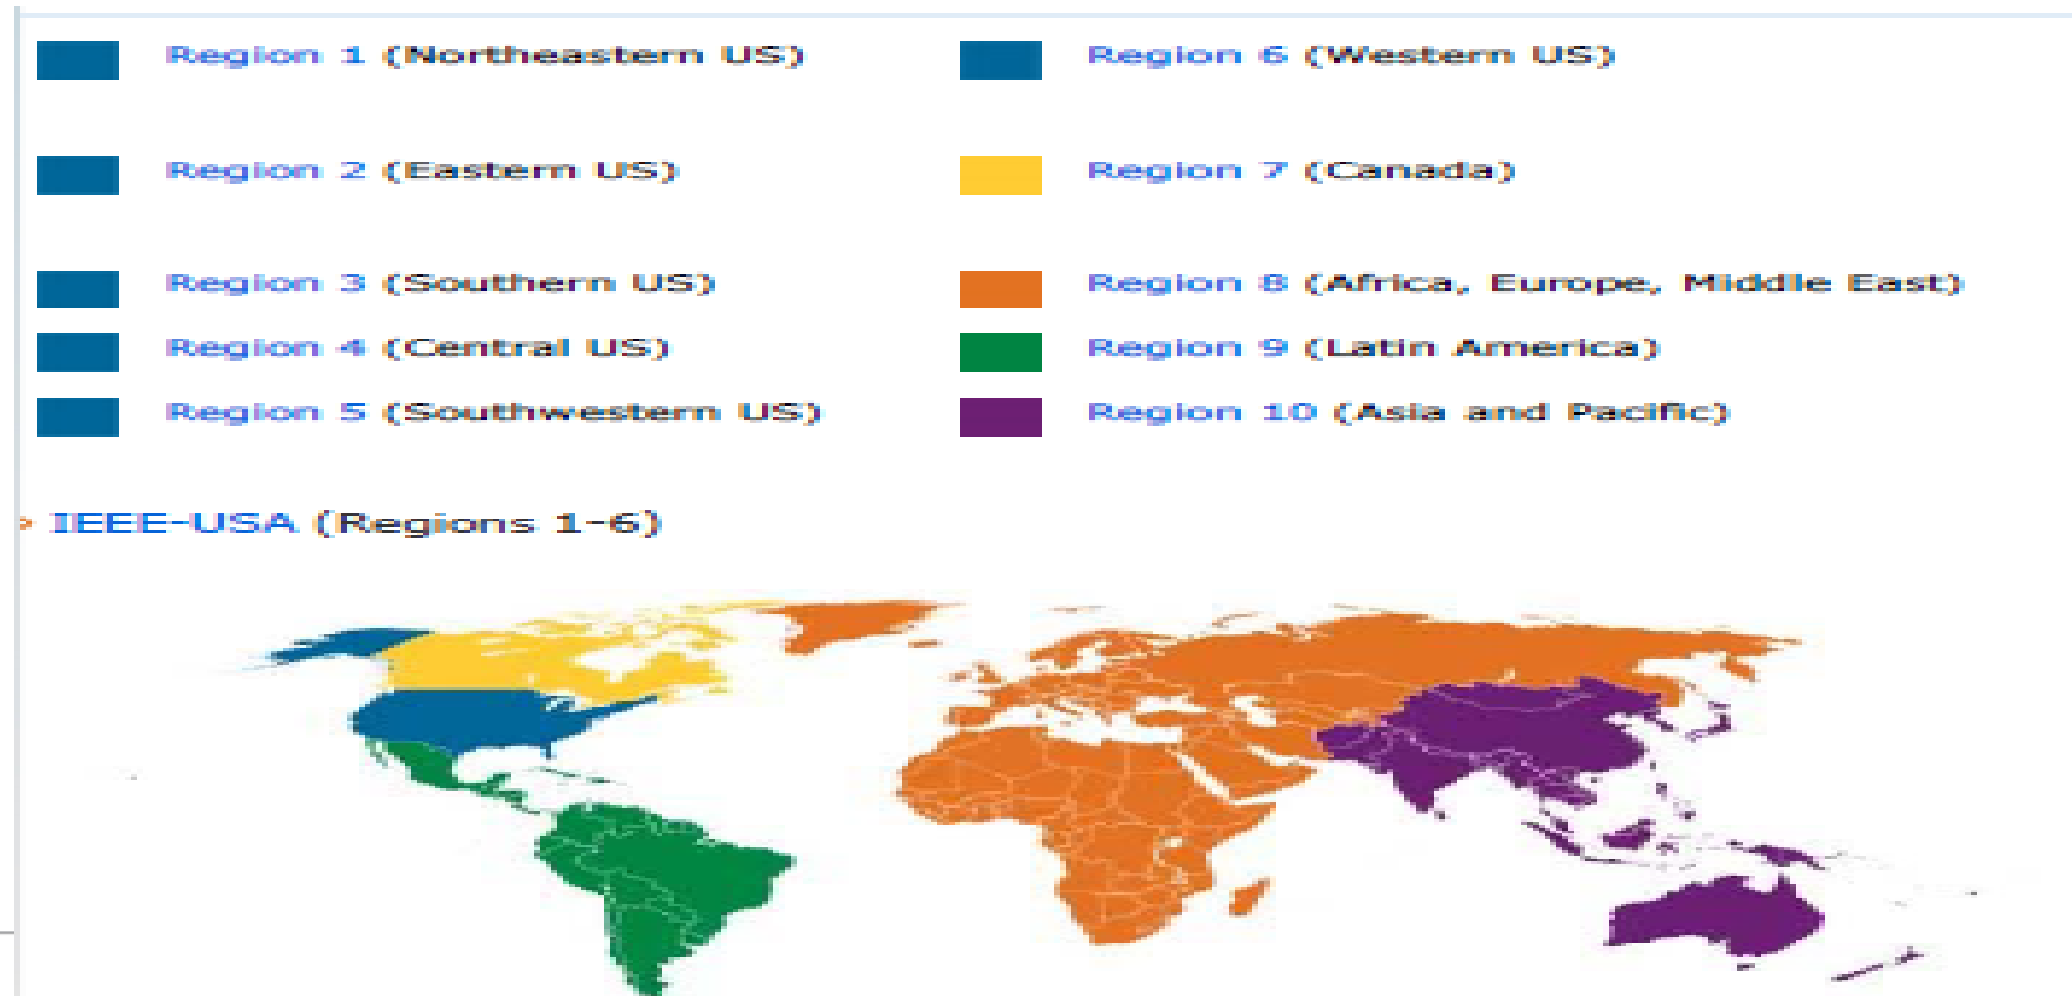 Region 1 (Northeastern US)
Region 6 (Western US)
Region 2 (Eastern US)
Region 7 (Canada)
Region 3 (Southern US)
Region 8 (Africa, Europe, Middle East)
Region 4 (Central US)
Region 9 (Latin America)
Region 5 (Southwestern US)
Region 10 (Asia and Pacific)
IEEE-USA (Regions 1-6)